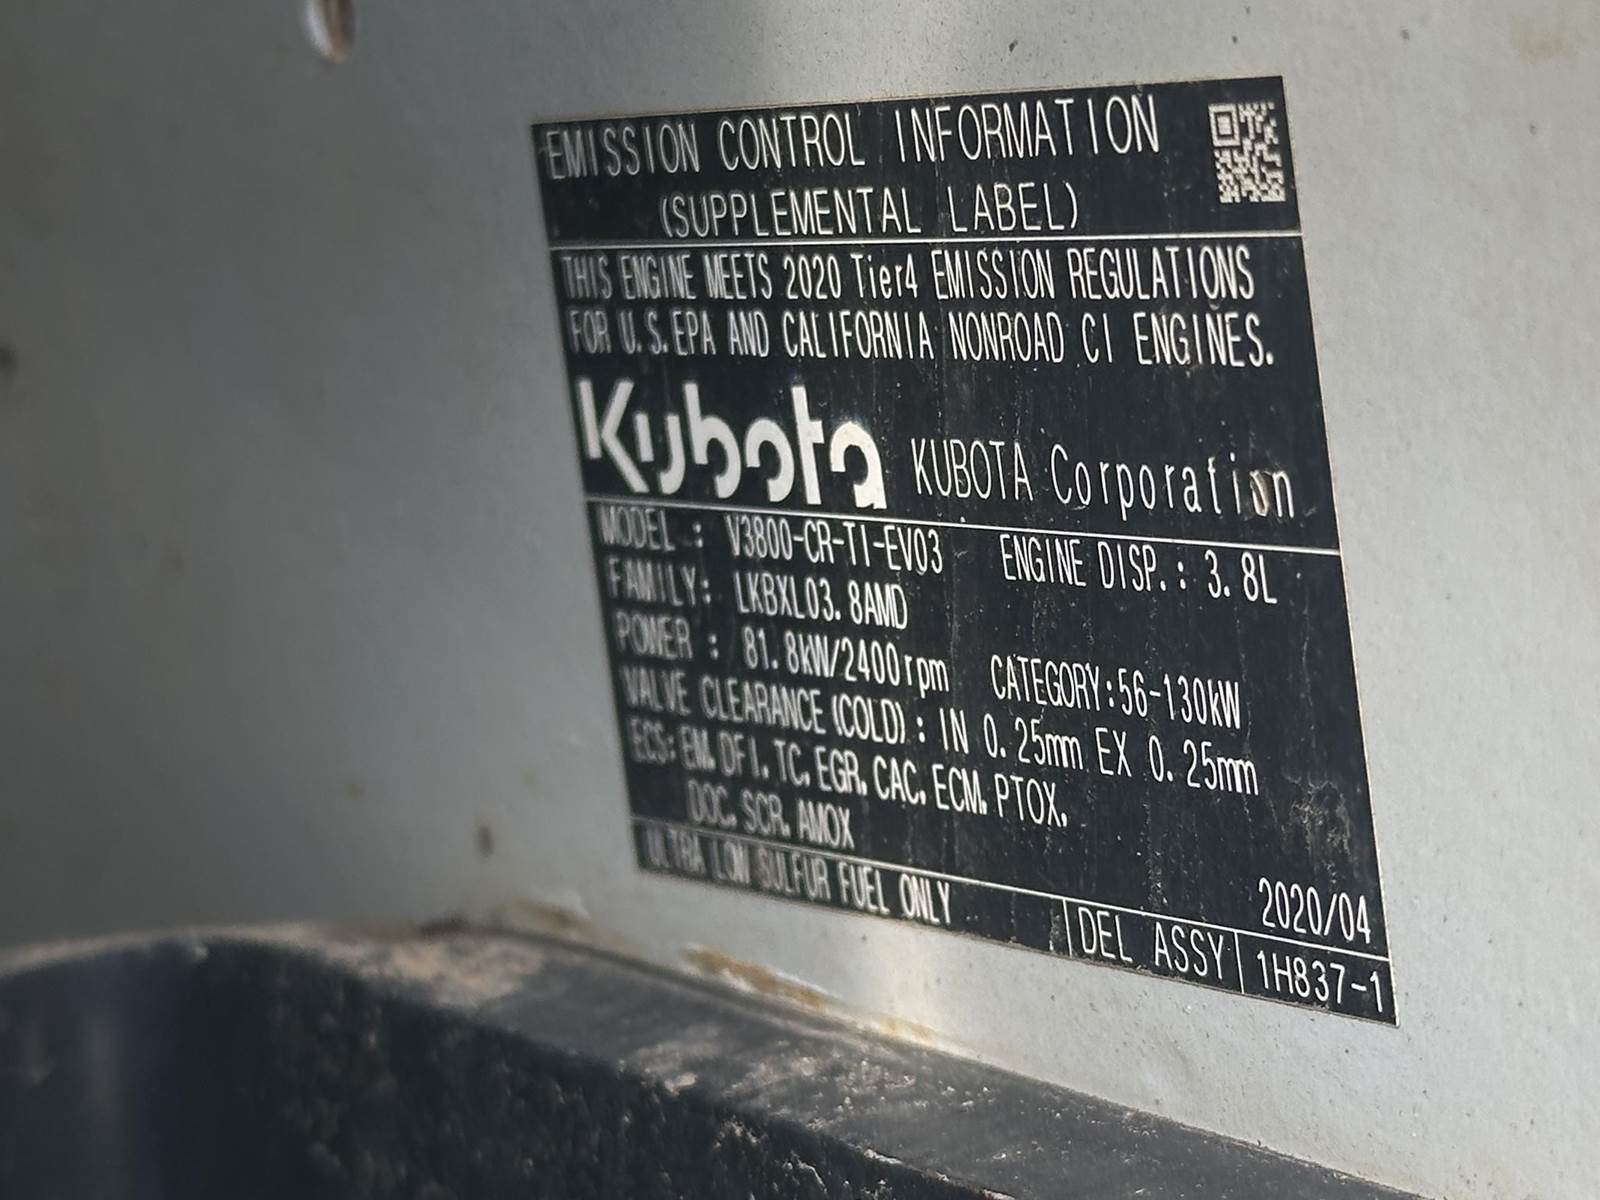 EMISSION CONTROL INFORMATION
(SUPPLEMENTAL LABEL)
THIS ENGINE MEETS 2020 Tier4 EMISSION REGULATIONS
FOR U.S.EPA AND CALIFORNIA NONROAD CI ENGINES.
Kubota KUBOTA Corporation
MODEL : V3800-CR-TI-EV03 ENGINE DISP.: 3.8L
FAMILY: LKBXL03.8AMD
POWER : 81.8kW/2400rpm CATEGORY:56-130kW
VALVE CLEARANCE(COLD): IN 0.25mm EX 0.25mm
ECS: EM, DFI, TC, EGR, CAC, ECM, PTOX,
DOC, SCR, AMOX
2020/04
ULTRA LOW SULFUR FUEL ONLY DEL ASSY 1H837-1